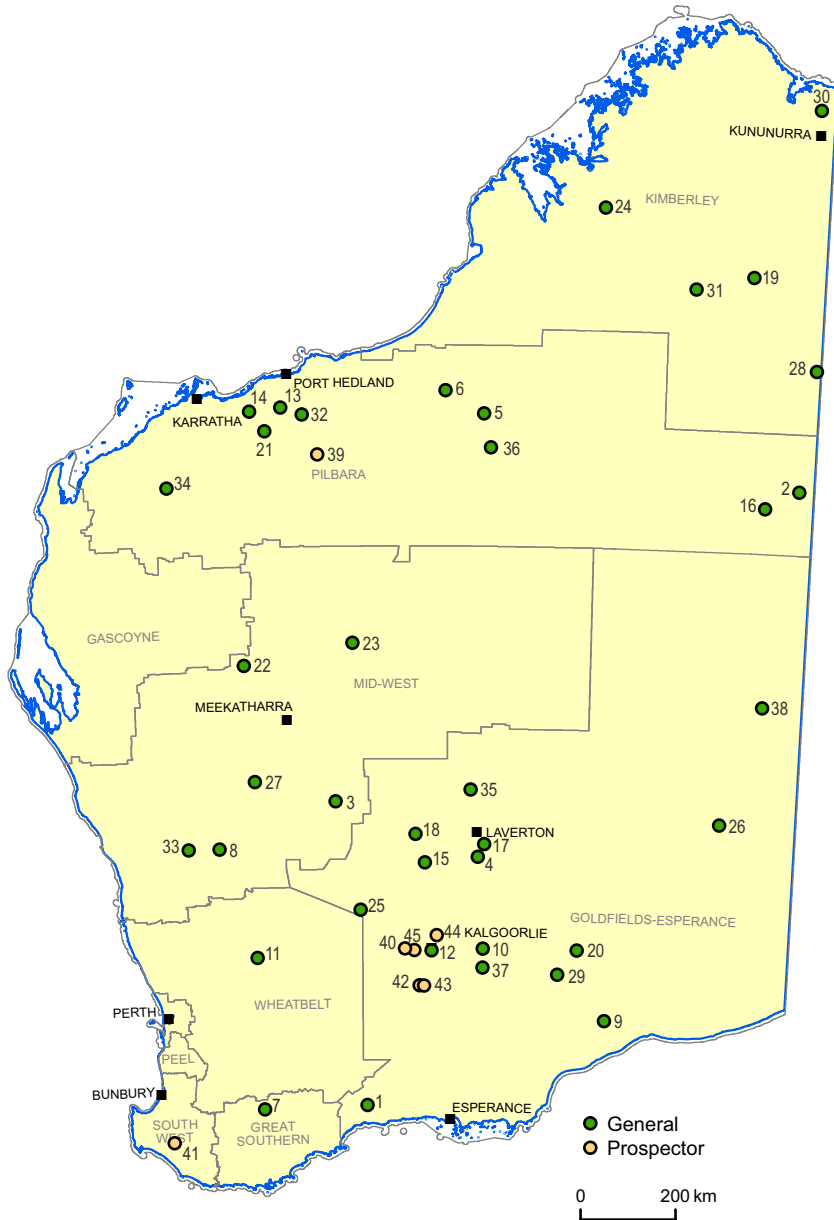 30
KUNUNURRA
24
KIMBERLEY
19
31
28
PORT HEDLAND
6
14
13
5
KARRATHA
32
21
36
39
PILBARA
34
2
16
GASCOYNE
23
22
MID-WEST
MEEKATHARRA
38
27
35
3
26
18
LAVERTON
17
33
8
15
4
25
GOLDFIELDS-ESPERANCE
44
KALGOORLIE
45
40
12
10
20
11
37
29
42
43
WHEATBELT
PERTH
9
PEEL
BUNBURY
7
1
ESPERANCE
SOUTH
WEST
GREAT
SOUTHERN
41
General
Prospector
0
200 km